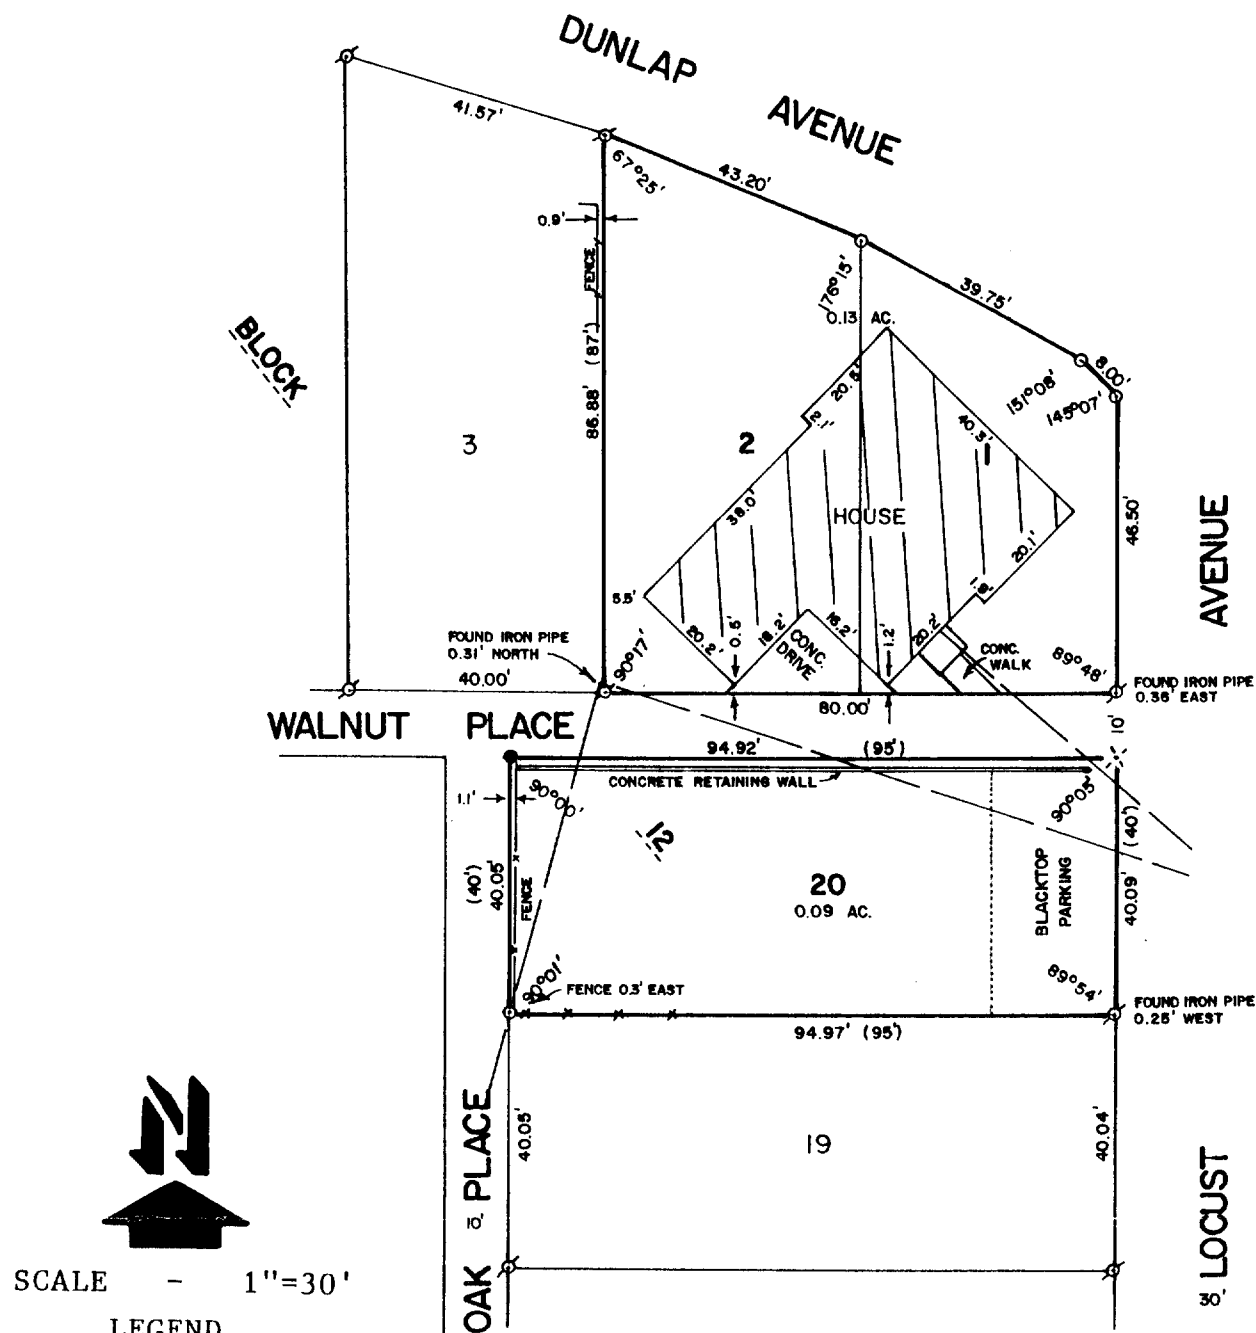 DUNLAP AVENUE
41.57'
67°25'
43.20'
0.9'
FENCE
176°15'
39.75'
0.13 AC.
8.00'
151°08'
145°07'
BLOCK
86.88' (87')
20.5'
2.1'
40.3'
3
2
1
38.0'
HOUSE
46.50'
AVENUE
20.1'
1.9'
5.5'
20.2'
0.5'
18.2'
16.2'
1.2'
20.2'
CONC.
DRIVE
CONC.
WALK
FOUND IRON PIPE
0.31' NORTH
90°17'
89°48'
40.00'
80.00'
FOUND IRON PIPE
0.36' EAST
WALNUT PLACE
10'
94.92' (95')
CONCRETE RETAINING WALL
1.1'
90°00'
90°05'
12
(40')
40.05'
FENCE
20
0.09 AC.
BLACKTOP
PARKING
(40')
40.09'
90°01'
FENCE 0.3' EAST
89°54'
FOUND IRON PIPE
0.25' WEST
94.97' (95')
40.05'
19
40.04'
OAK PLACE
10'
30' LOCUST
N
SCALE - 1"=30'
LEGEND